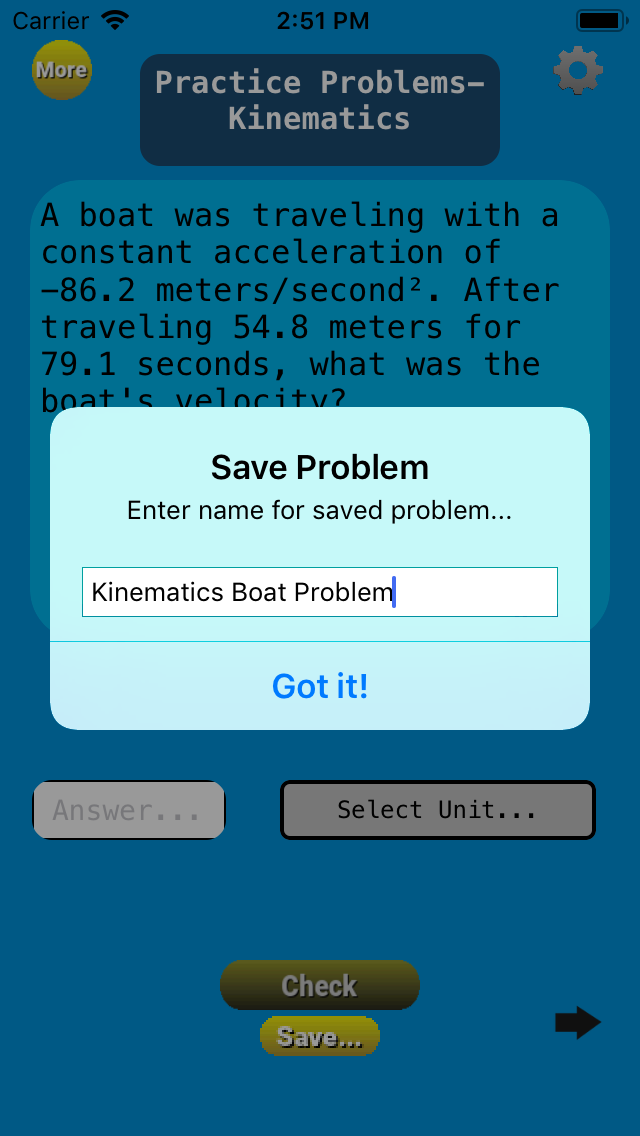 Carrier
2:51 PM
More
Practice Problems-
Kinematics
A boat was traveling with a
constant acceleration of
-86.2 meters/second². After
traveling 54.8 meters for
79.1 seconds, what was the
boat's velocity?
Save Problem
Enter name for saved problem...
Kinematics Boat Problem
Got it!
Answer...
Select Unit...
Check
Save...